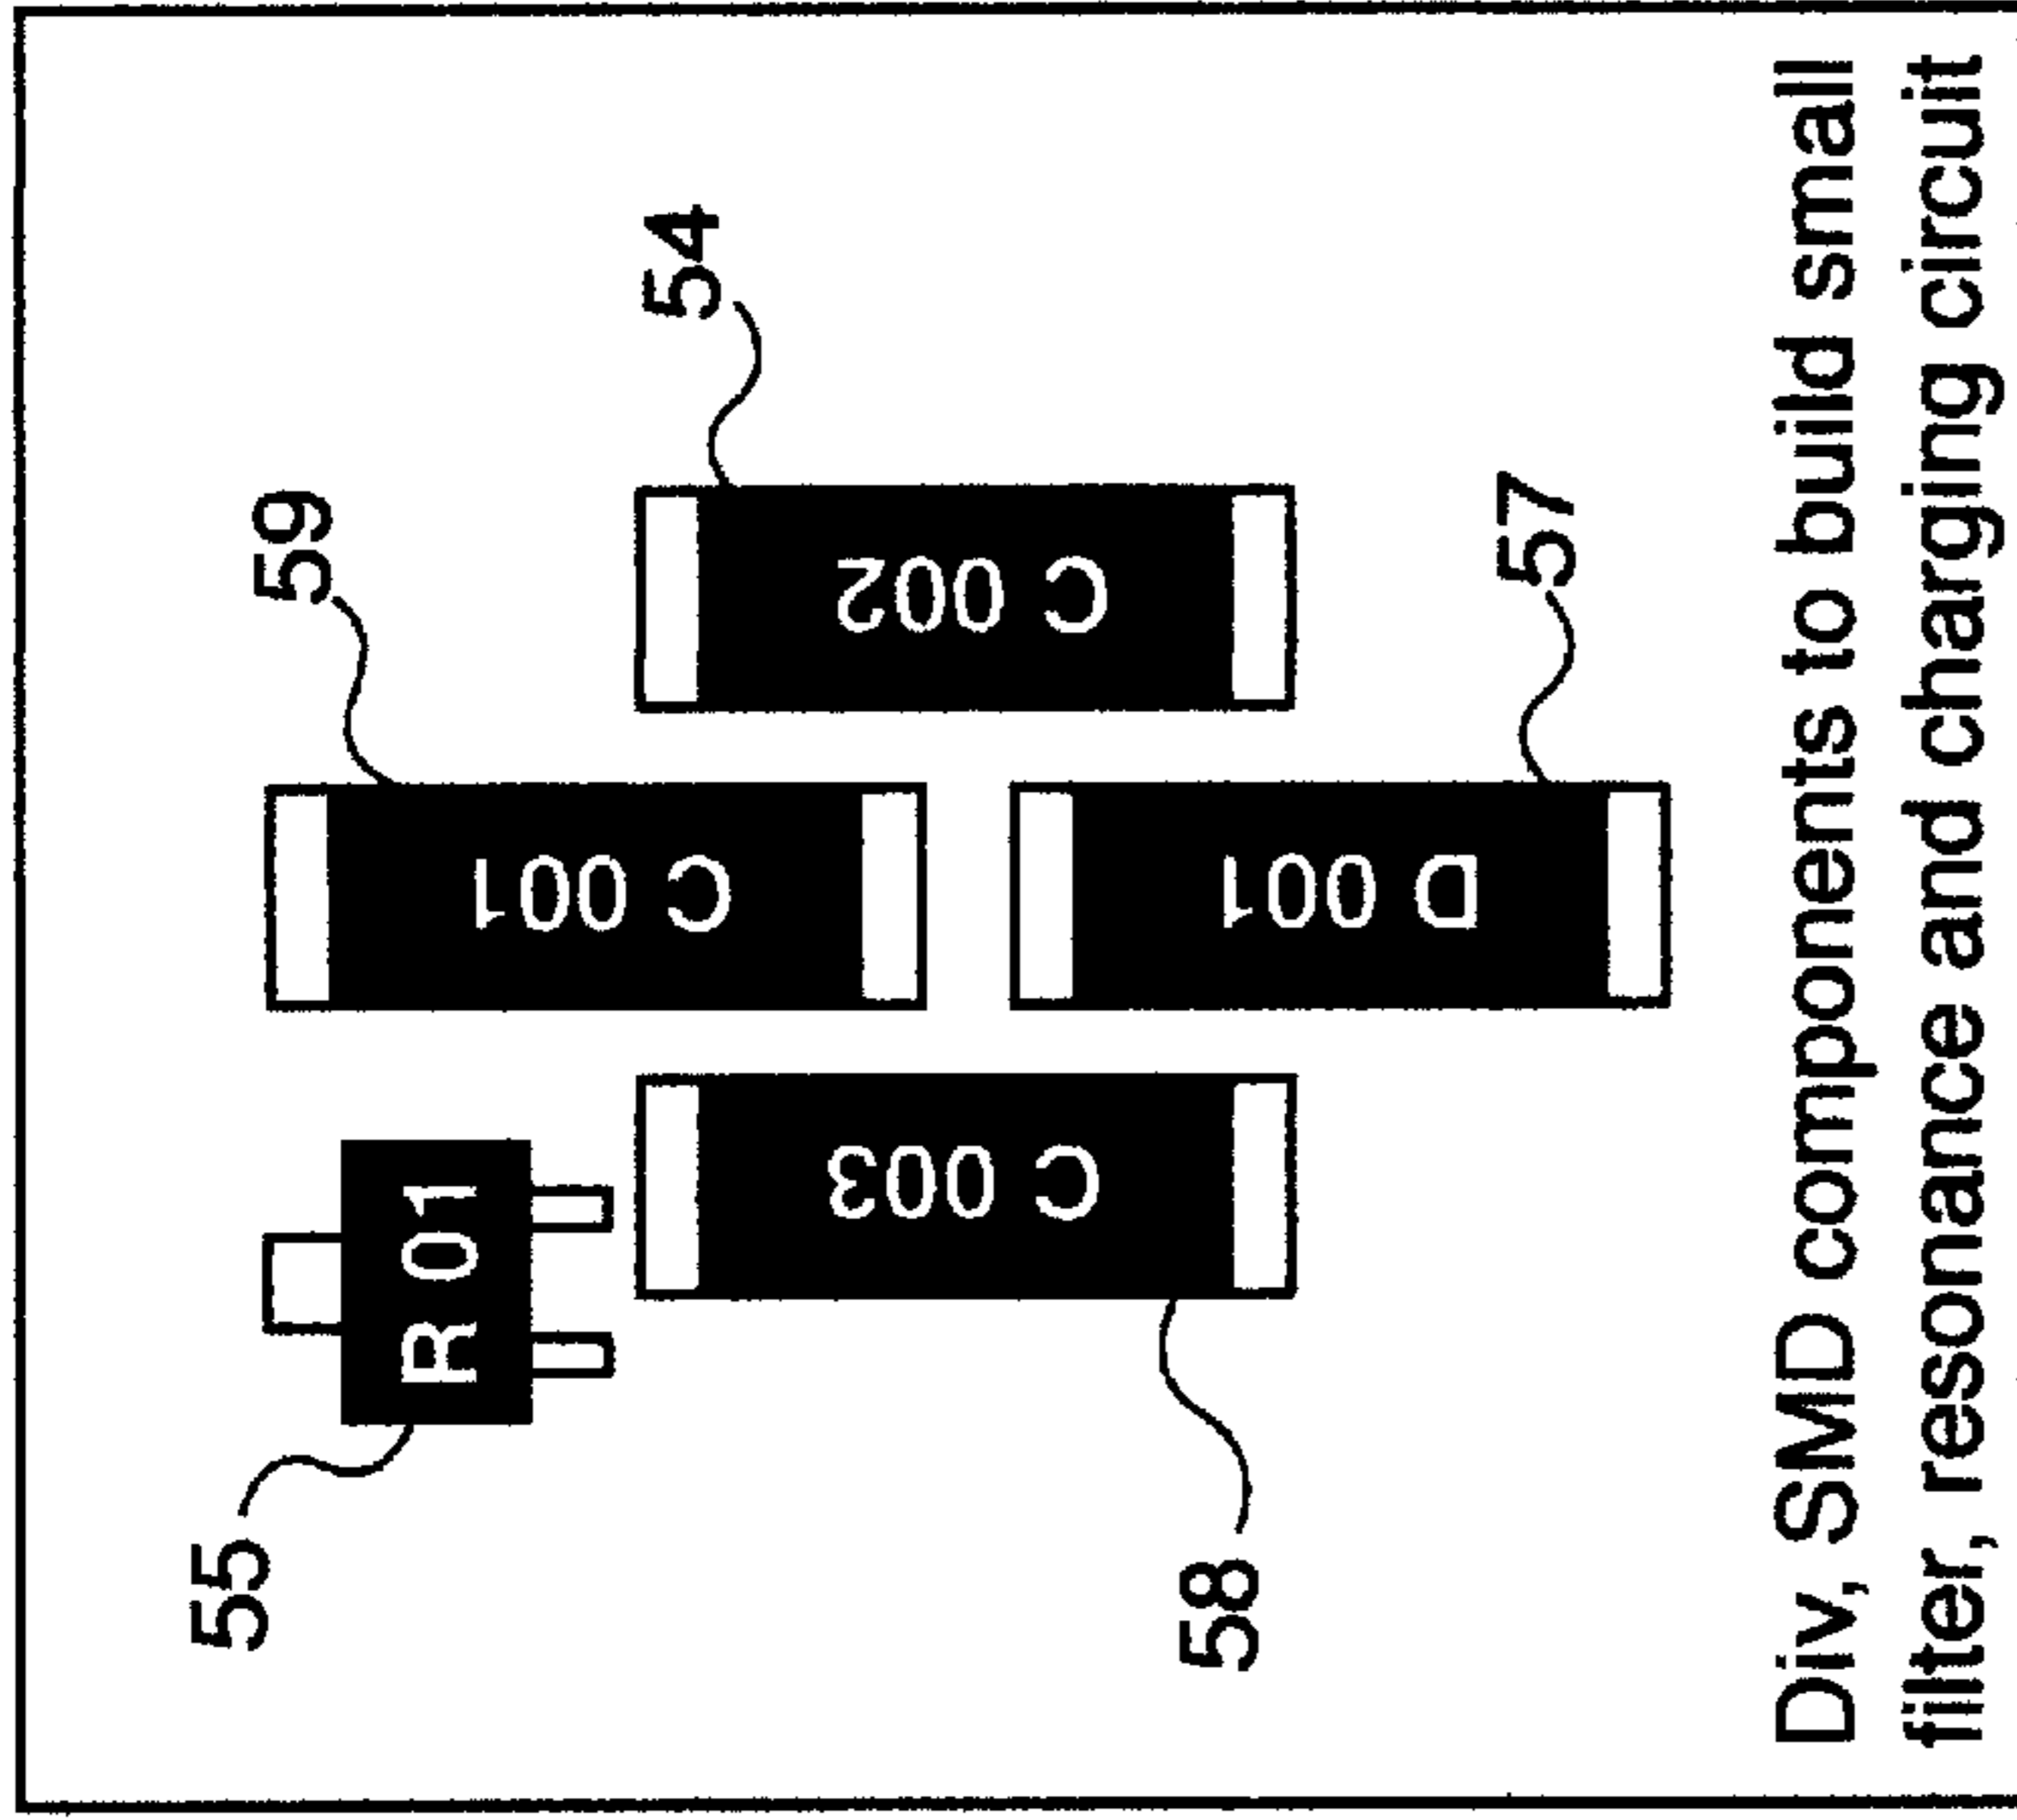 55
R 01
59
C 001
54
C 002
58
C 003
57
D 001
Div, SMD components to build small
filter, resonance and charging circuit